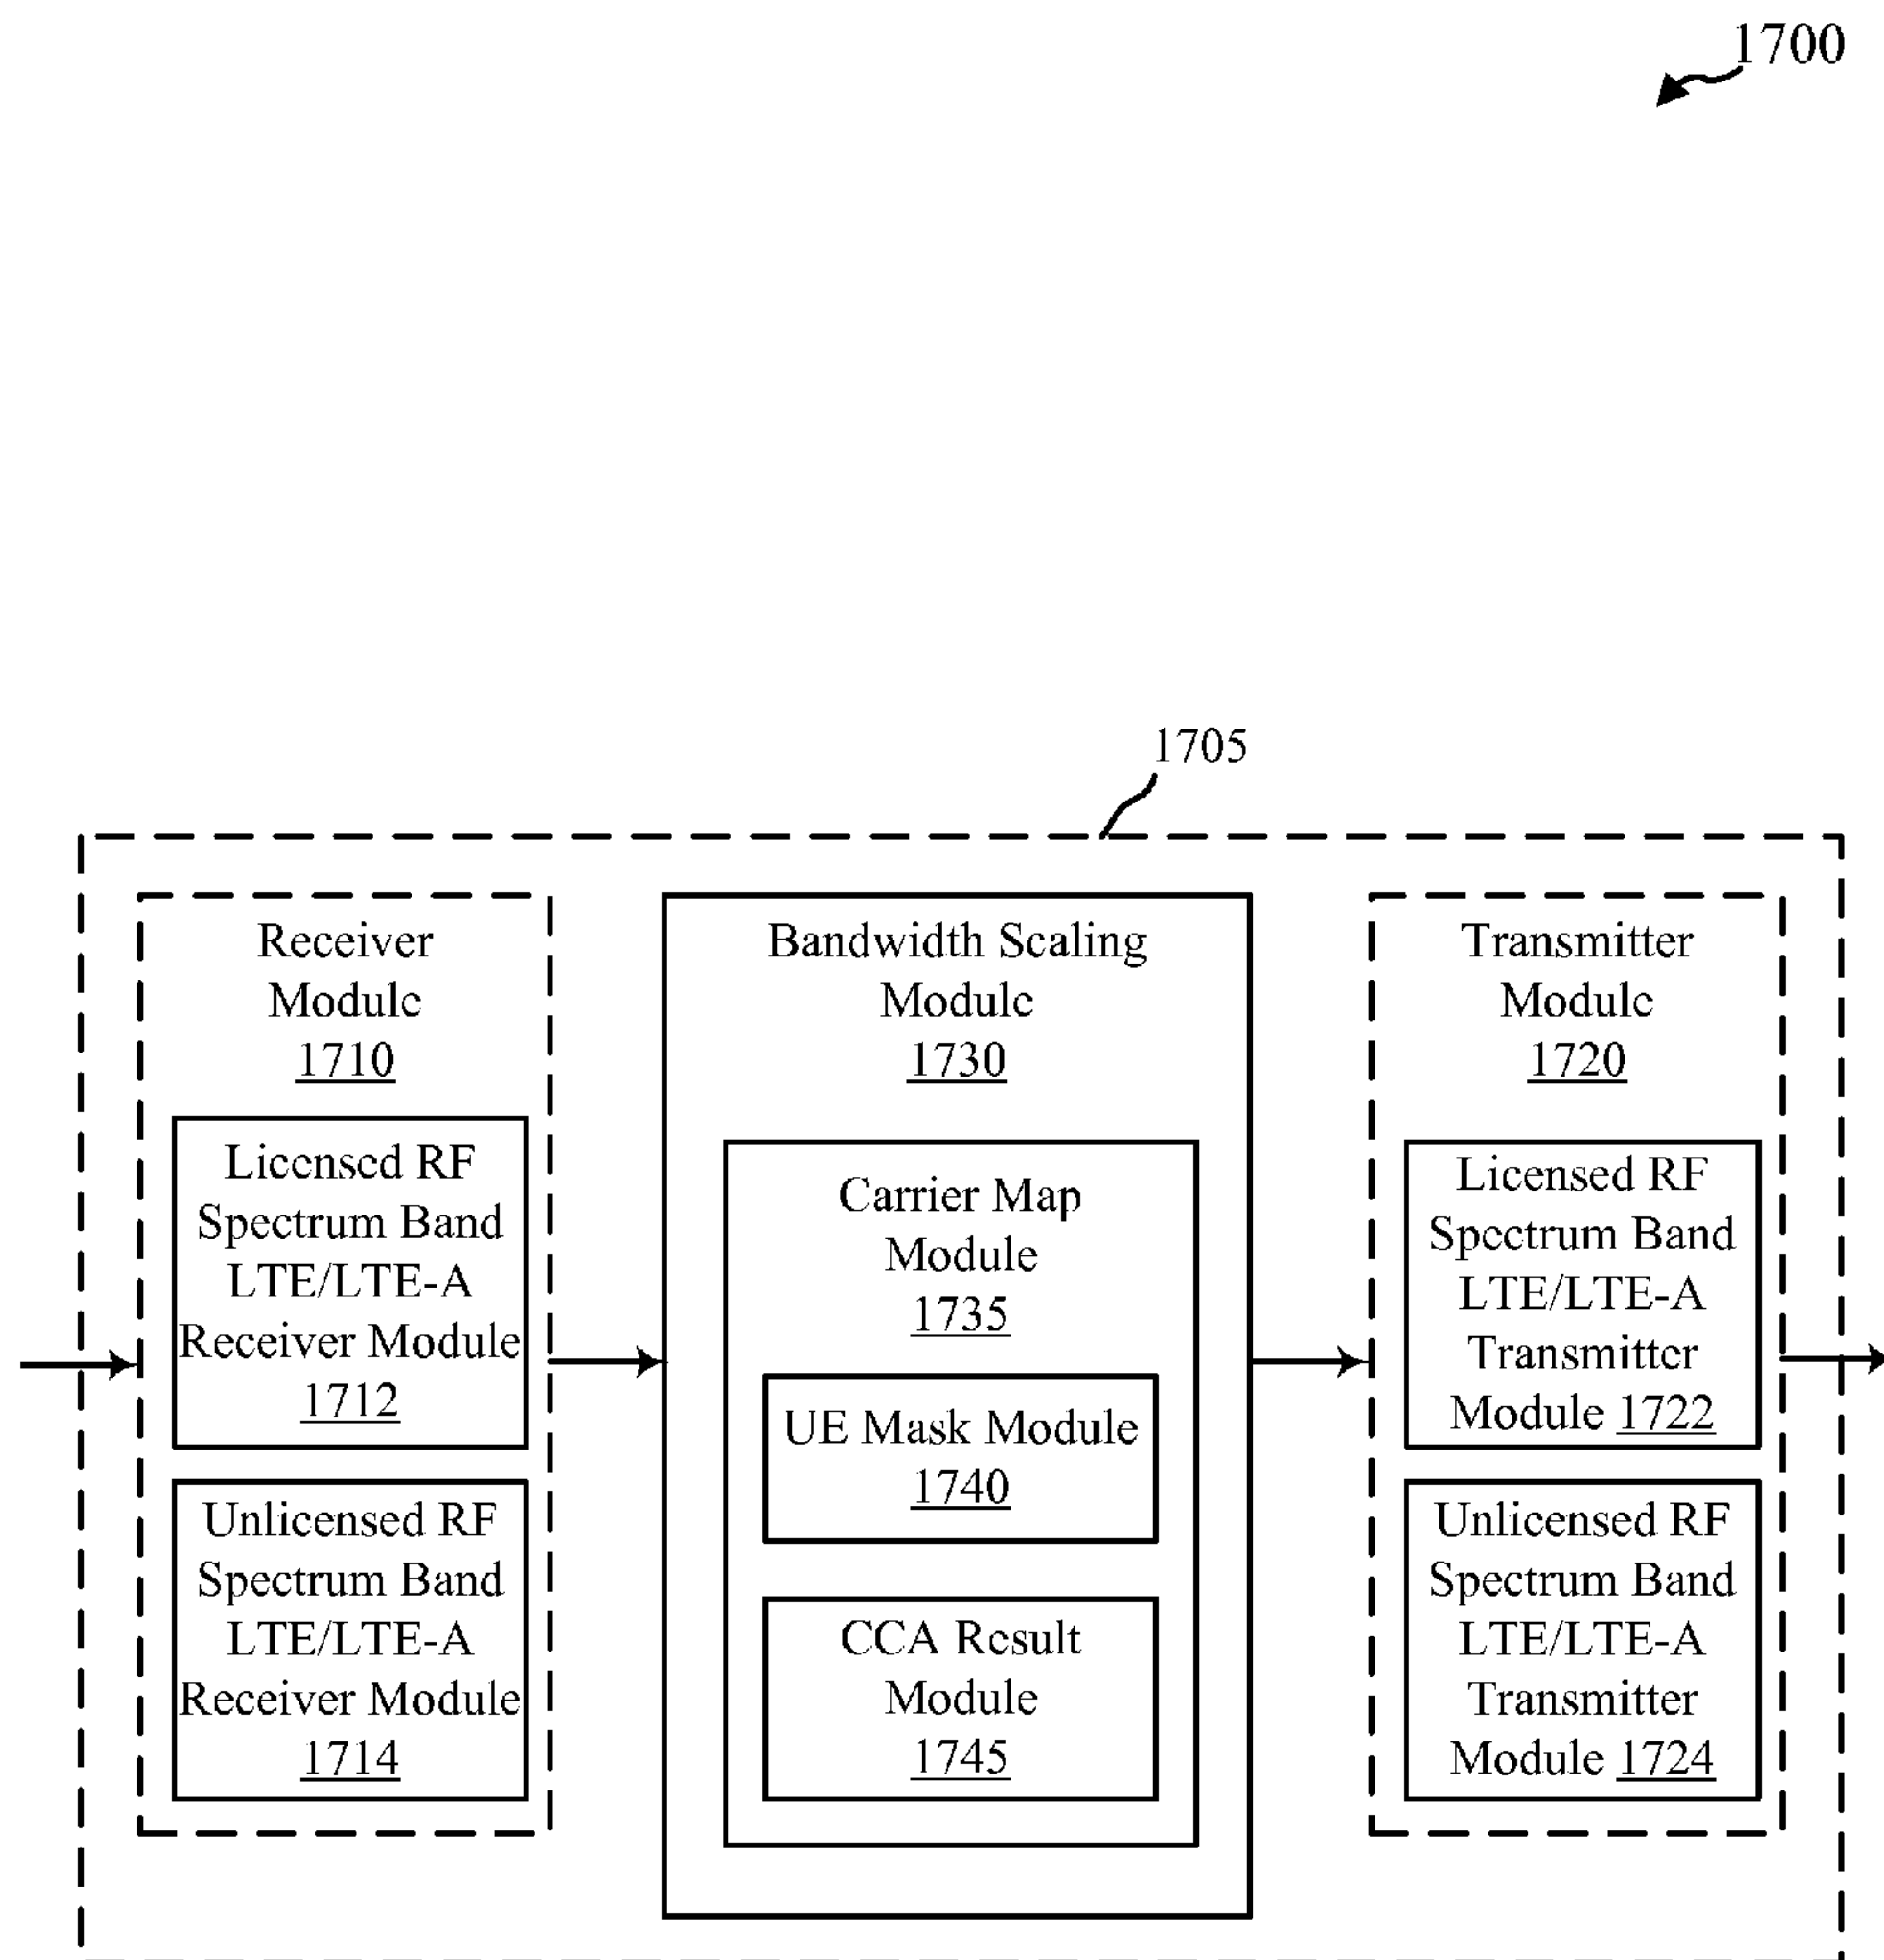 1700
1705
Receiver
Module
1710
Licensed RF
Spectrum Band
LTE/LTE-A
Receiver Module
1712
Unlicensed RF
Spectrum Band
LTE/LTE-A
Receiver Module
1714
Bandwidth Scaling
Module
1730
Carrier Map
Module
1735
UE Mask Module
1740
CCA Result
Module
1745
Transmitter
Module
1720
Licensed RF
Spectrum Band
LTE/LTE-A
Transmitter
Module 1722
Unlicensed RF
Spectrum Band
LTE/LTE-A
Transmitter
Module 1724